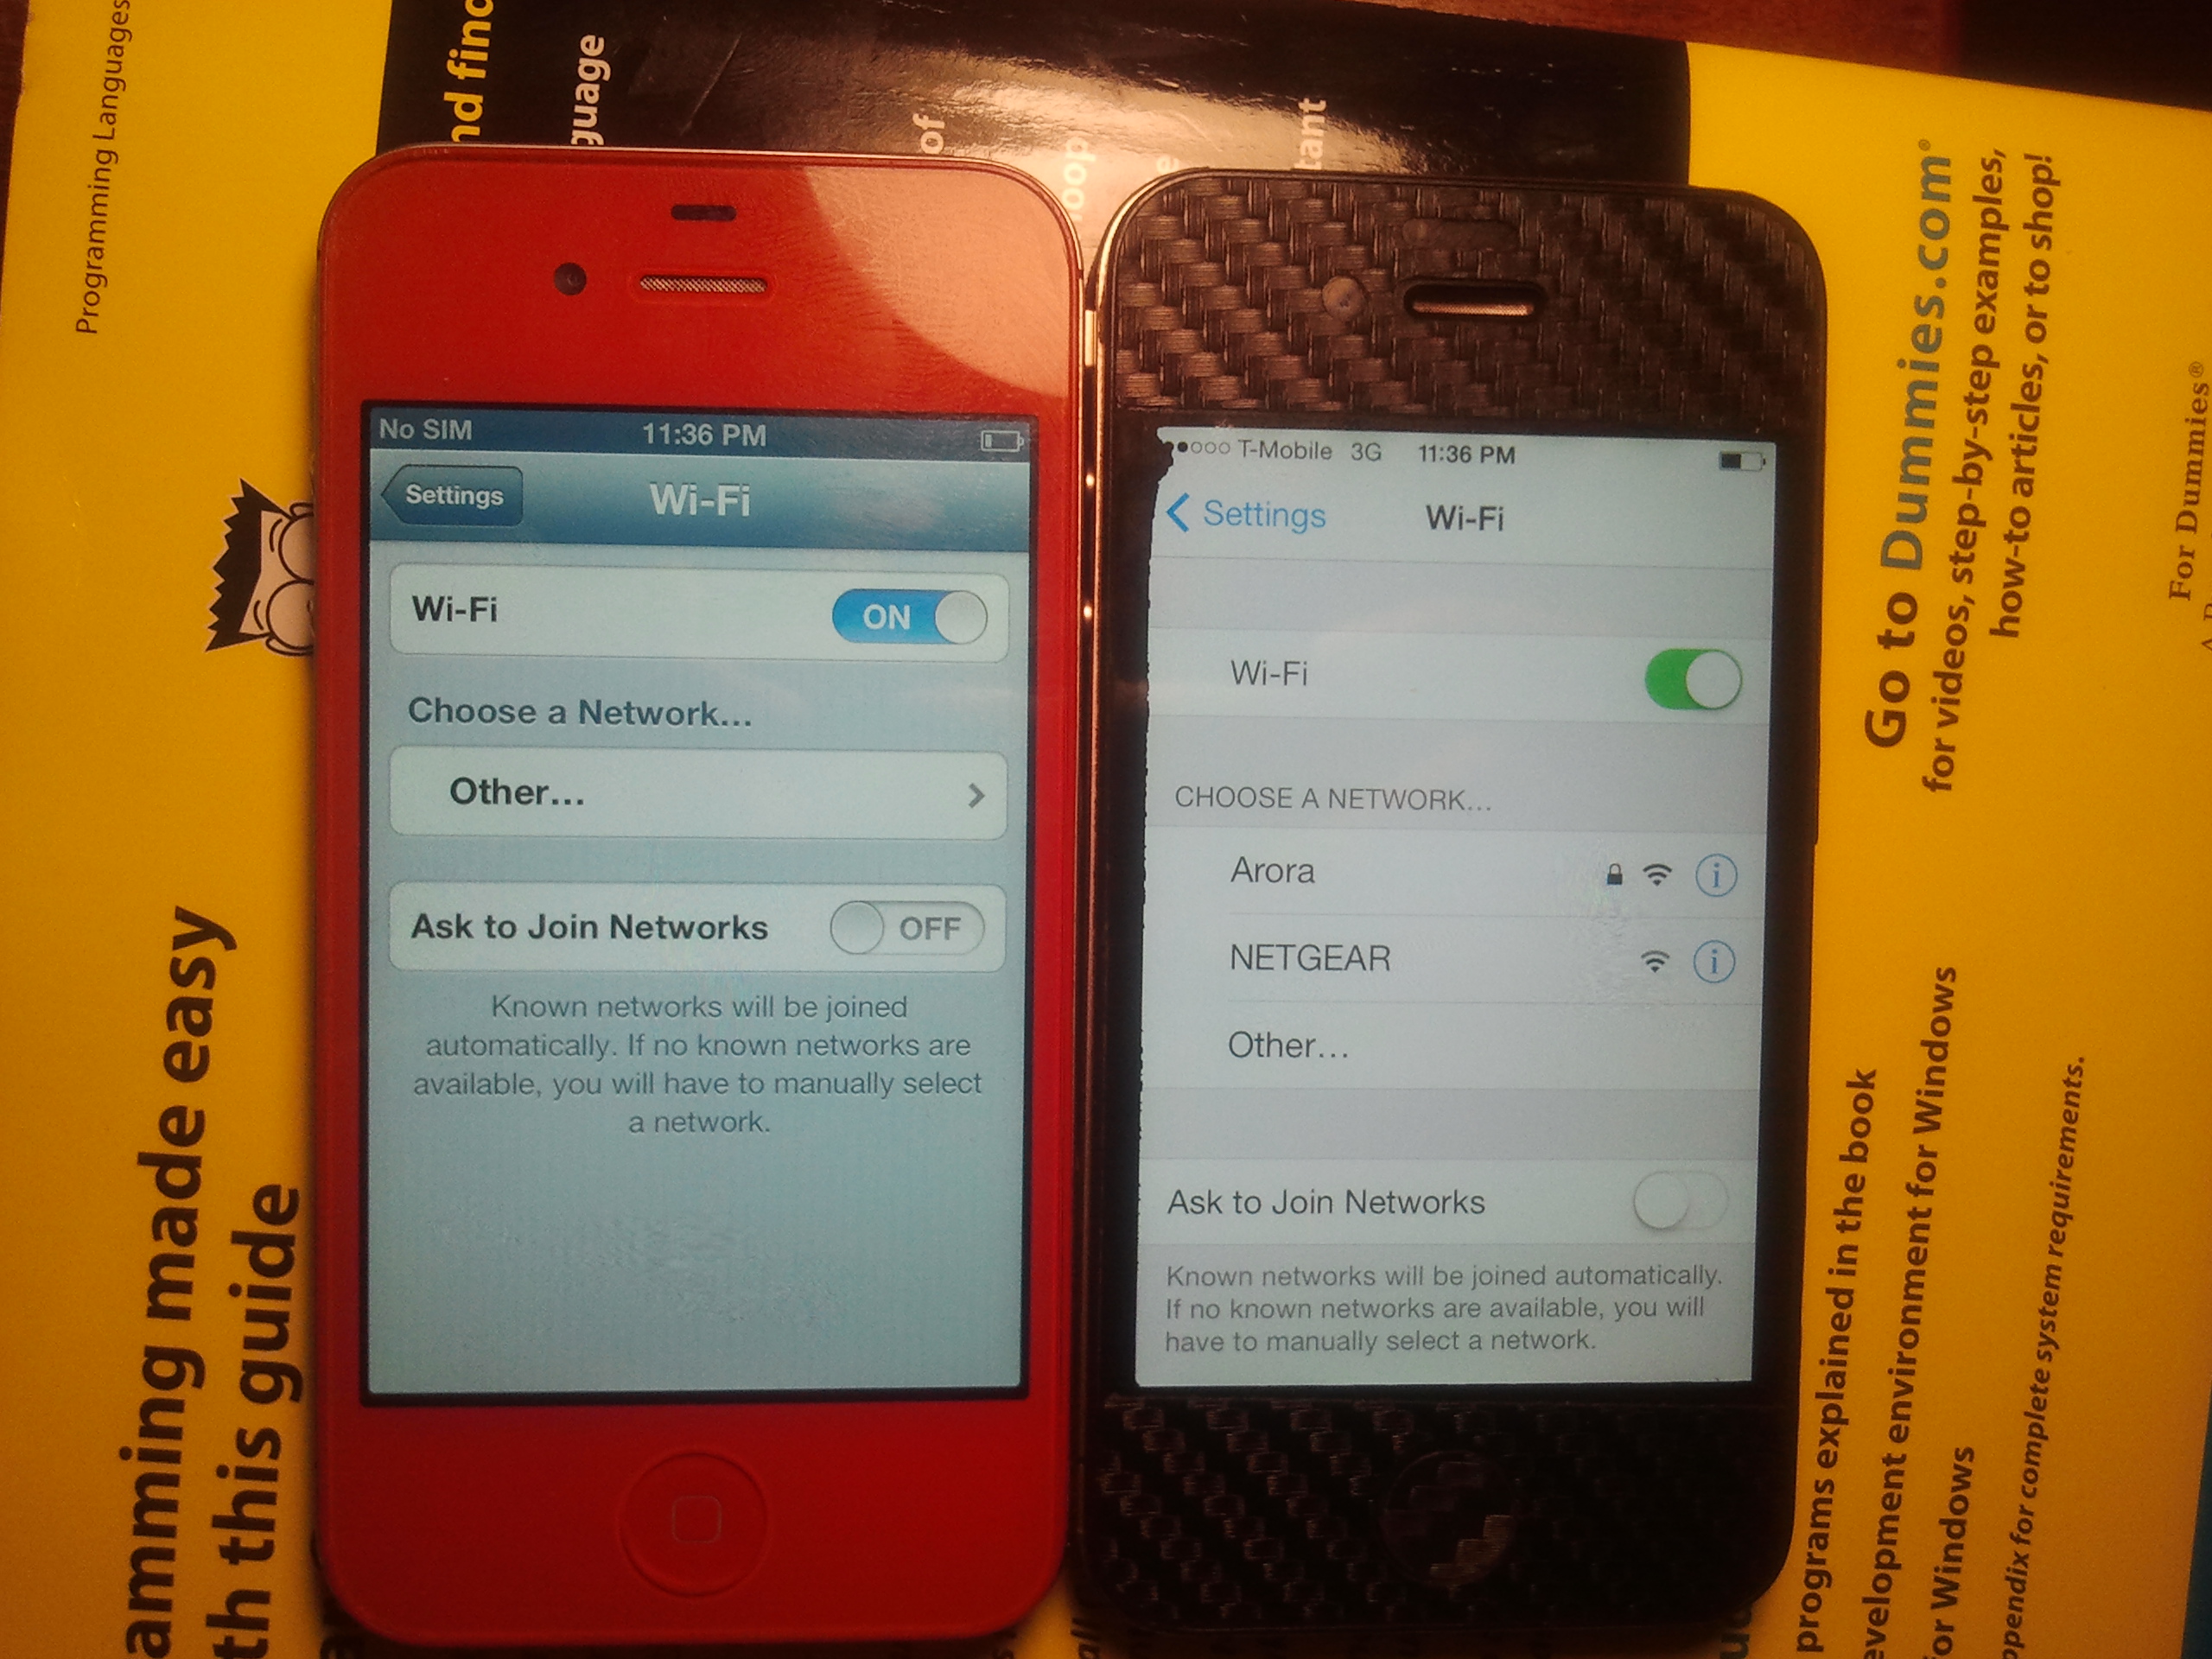 Programming Languages
nd find
guage
of
loop
e
tant
amming made easy
th this guide
No SIM 11:36 PM
Settings Wi-Fi
Wi-Fi ON
Choose a Network...
Other...
Ask to Join Networks OFF
Known networks will be joined
automatically. If no known networks are
available, you will have to manually select
a network.
T-Mobile 3G 11:36 PM
Settings Wi-Fi
Wi-Fi
CHOOSE A NETWORK...
Arora
NETGEAR
Other...
Ask to Join Networks
Known networks will be joined automatically.
If no known networks are available, you will
have to manually select a network.
Go to Dummies.com®
for videos, step-by-step examples,
how-to articles, or to shop!
programs explained in the book
evelopment environment for Windows
or Windows
ppendix for complete system requirements.
For Dummies®